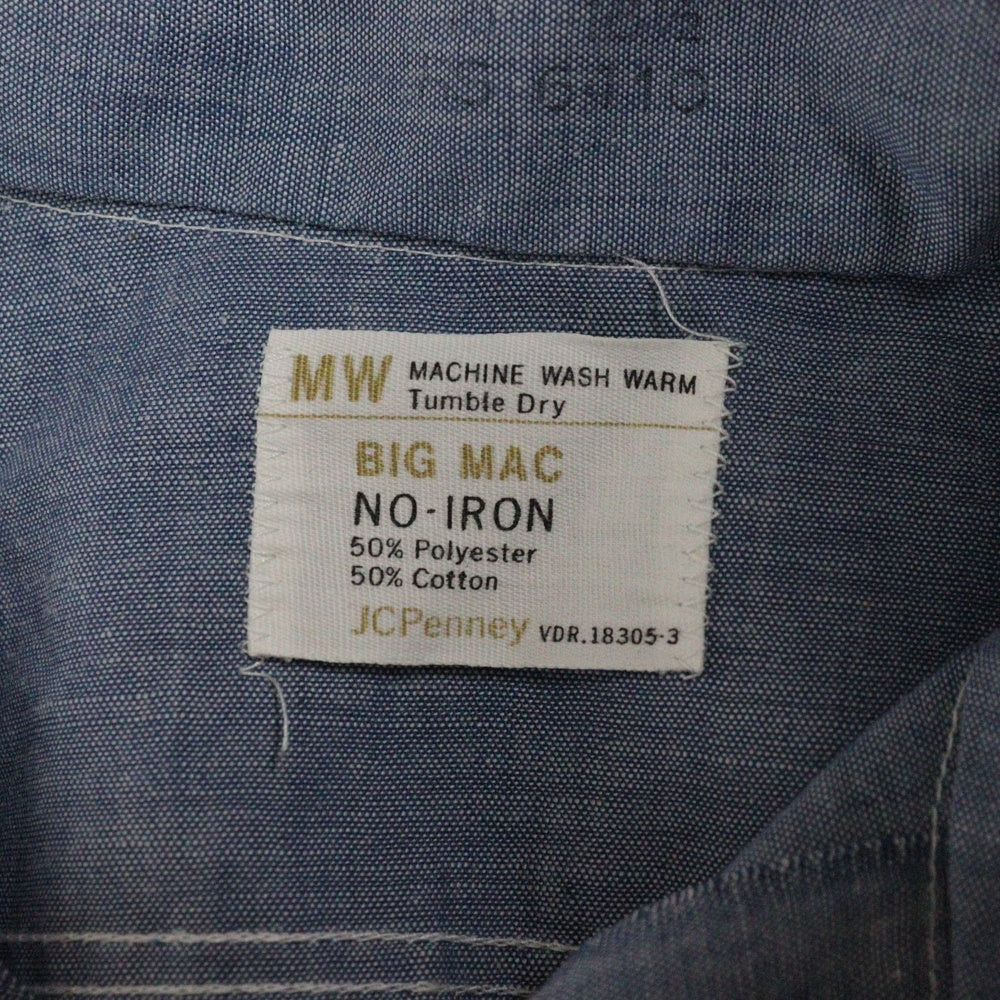 MW MACHINE WASH WARM
Tumble Dry
BIG MAC
NO-IRON
50% Polyester
50% Cotton
JCPenney VDR.18305-3